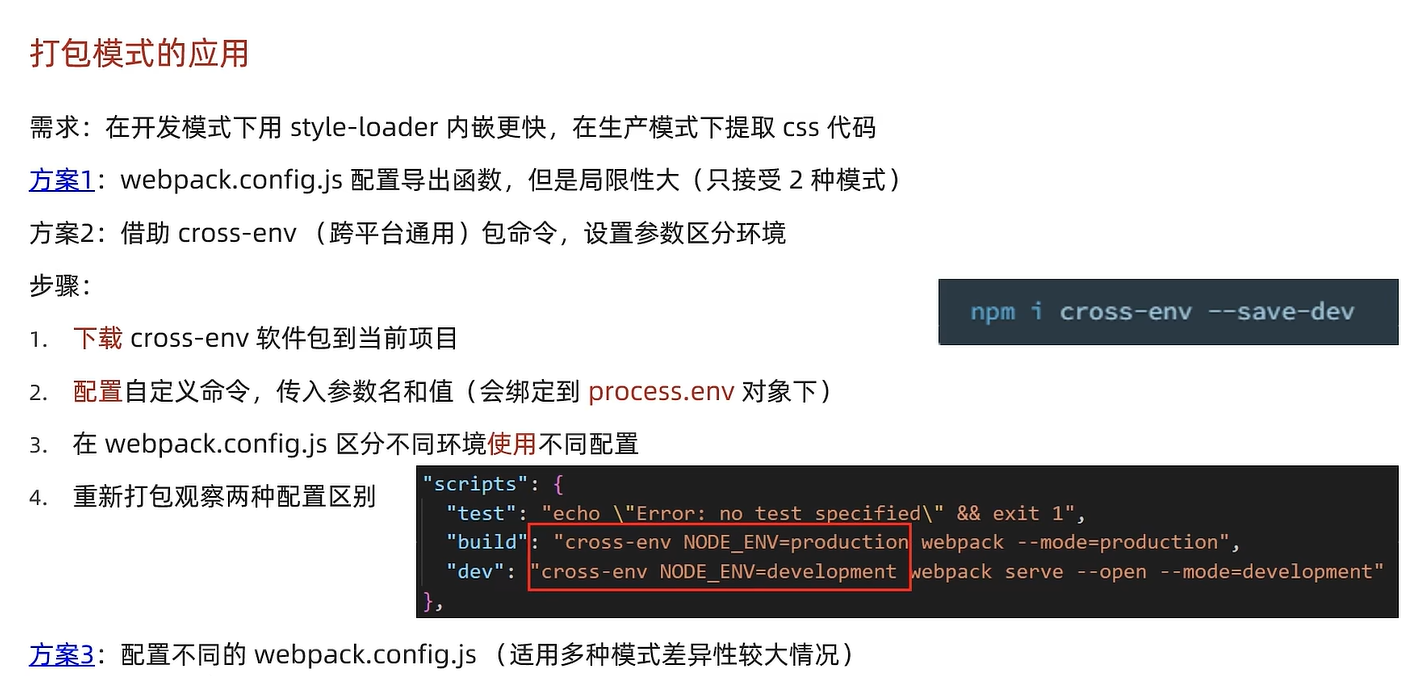 打包模式的应用
需求：在开发模式下用 style-loader 内嵌更快，在生产模式下提取 css 代码
方案1：webpack.config.js 配置导出函数，但是局限性大（只接受 2 种模式）
方案2：借助 cross-env （跨平台通用）包命令，设置参数区分环境
步骤：
npm i cross-env --save-dev
1. 下载 cross-env 软件包到当前项目
2. 配置自定义命令，传入参数名和值（会绑定到 process.env 对象下）
3. 在 webpack.config.js 区分不同环境使用不同配置
4. 重新打包观察两种配置区别
"scripts": {
"test": "echo \"Error: no test specified\" && exit 1",
"build": "cross-env NODE_ENV=production webpack --mode=production",
"dev": "cross-env NODE_ENV=development webpack serve --open --mode=development"
},
方案3：配置不同的 webpack.config.js （适用多种模式差异性较大情况）